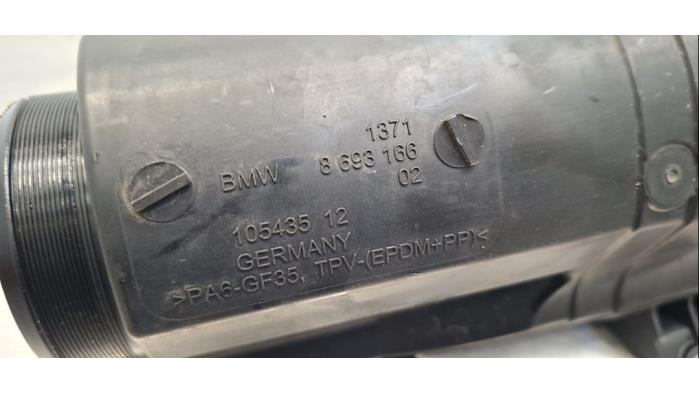 1371
BMW 8 693 166
02
105435 12
GERMANY
>PA6-GF35, TPV-(EPDM+PP)<